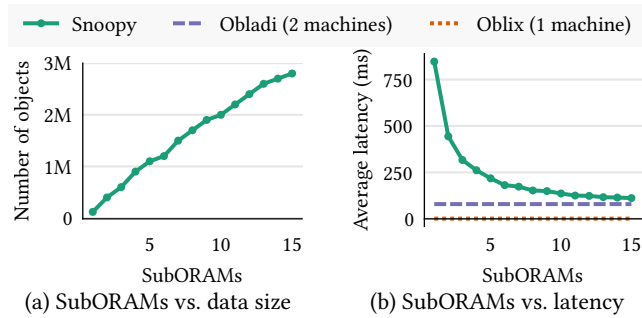 Snoopy Obladi (2 machines) Oblix (1 machine)
Number of objects
3M
2M
1M
0
5 10 15
SubORAMs
(a) SubORAMs vs. data size
Average latency (ms)
750
500
250
0
5 10 15
SubORAMs
(b) SubORAMs vs. latency